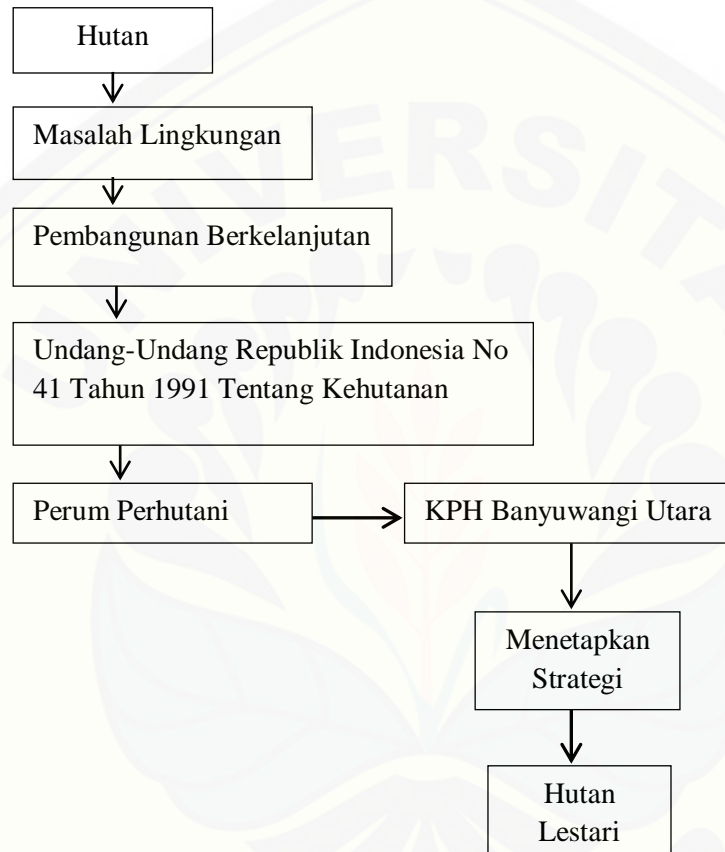 Hutan
Masalah Lingkungan
Pembangunan Berkelanjutan
Undang-Undang Republik Indonesia No
41 Tahun 1991 Tentang Kehutanan
Perum Perhutani
KPH Banyuwangi Utara
Menetapkan
Strategi
Hutan
Lestari
UNIVERSITA